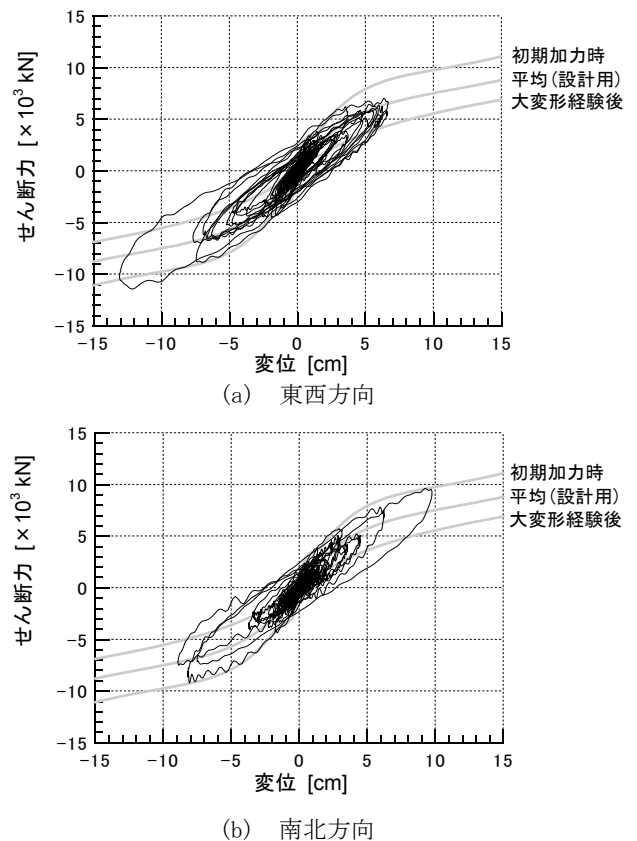 15
10
5
0
-5
-10
-15
せん断力 [×10³ kN]
初期加力時
平均(設計用)
大変形経験後
-15 -10 -5 0 5 10 15
変位 [cm]
(a) 東西方向
15
10
5
0
-5
-10
-15
せん断力 [×10³ kN]
初期加力時
平均(設計用)
大変形経験後
-15 -10 -5 0 5 10 15
変位 [cm]
(b) 南北方向